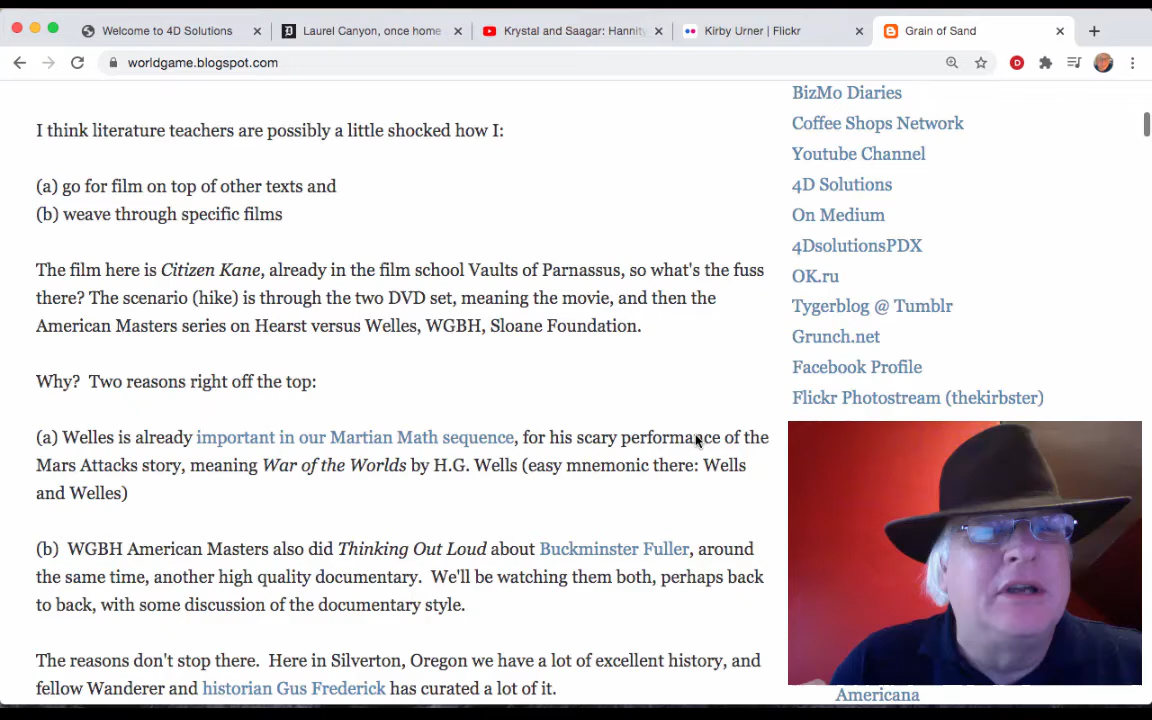 Welcome to 4D Solutions
Laurel Canyon, once home
Krystal and Saagar: Hannity
Kirby Urner | Flickr
Grain of Sand
worldgame.blogspot.com
I think literature teachers are possibly a little shocked how I:
(a) go for film on top of other texts and
(b) weave through specific films
The film here is Citizen Kane, already in the film school Vaults of Parnassus, so what's the fuss
there? The scenario (hike) is through the two DVD set, meaning the movie, and then the
American Masters series on Hearst versus Welles, WGBH, Sloane Foundation.
Why?  Two reasons right off the top:
(a) Welles is already important in our Martian Math sequence, for his scary performance of the
Mars Attacks story, meaning War of the Worlds by H.G. Wells (easy mnemonic there: Wells
and Welles)
(b)  WGBH American Masters also did Thinking Out Loud about Buckminster Fuller, around
the same time, another high quality documentary.  We'll be watching them both, perhaps back
to back, with some discussion of the documentary style.
The reasons don't stop there.  Here in Silverton, Oregon we have a lot of excellent history, and
fellow Wanderer and historian Gus Frederick has curated a lot of it.
BizMo Diaries
Coffee Shops Network
Youtube Channel
4D Solutions
On Medium
4DsolutionsPDX
OK.ru
Tygerblog @ Tumblr
Grunch.net
Facebook Profile
Flickr Photostream (thekirbster)
Americana